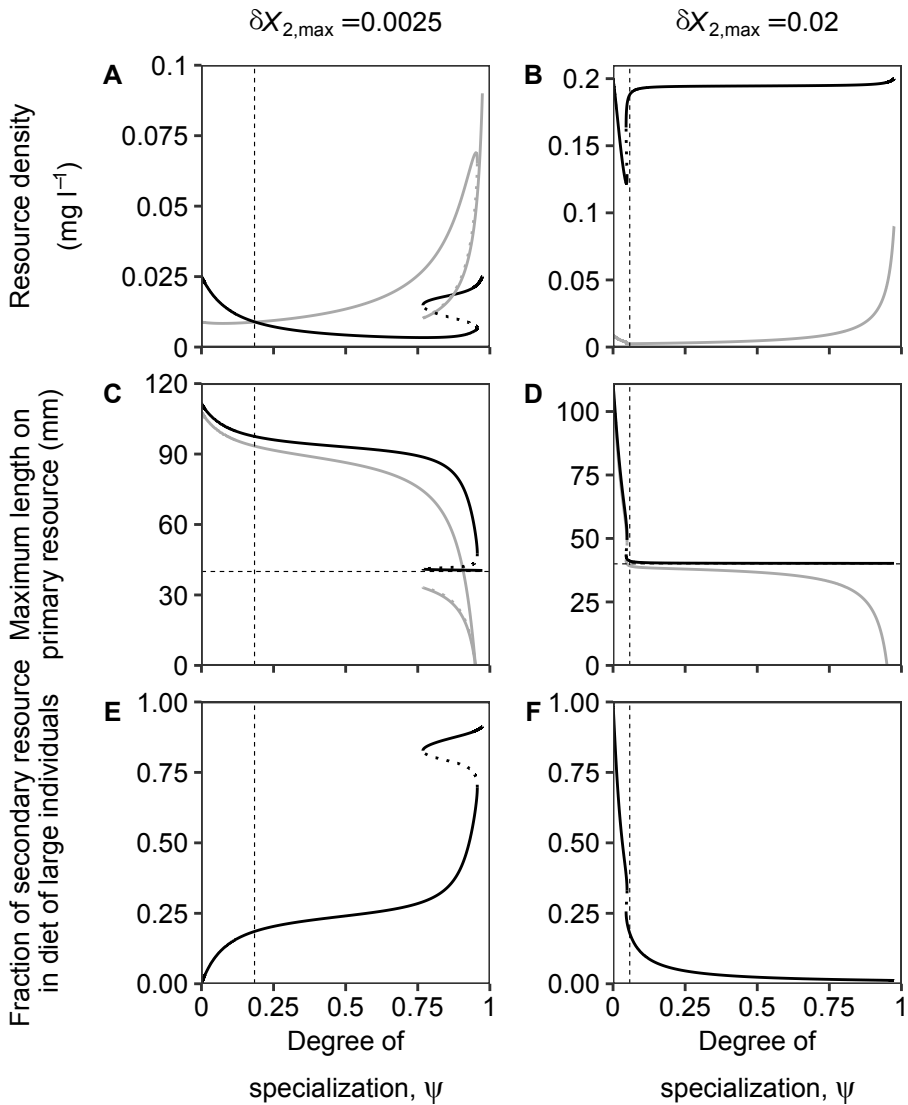 δX2,max =0.0025
δX2,max =0.02
Resource density
(mg l⁻¹)
A
0.1
0.075
0.05
0.025
0
B
0.2
0.15
0.1
0.05
0
Maximum length on
primary resource (mm)
C
120
90
60
30
0
D
100
75
50
25
0
Fraction of secondary resource
in diet of large individuals
E
1.00
0.75
0.50
0.25
0.00
0 0.25 0.5 0.75 1
Degree of
specialization, ψ
F
1.00
0.75
0.50
0.25
0.00
0 0.25 0.5 0.75 1
Degree of
specialization, ψ